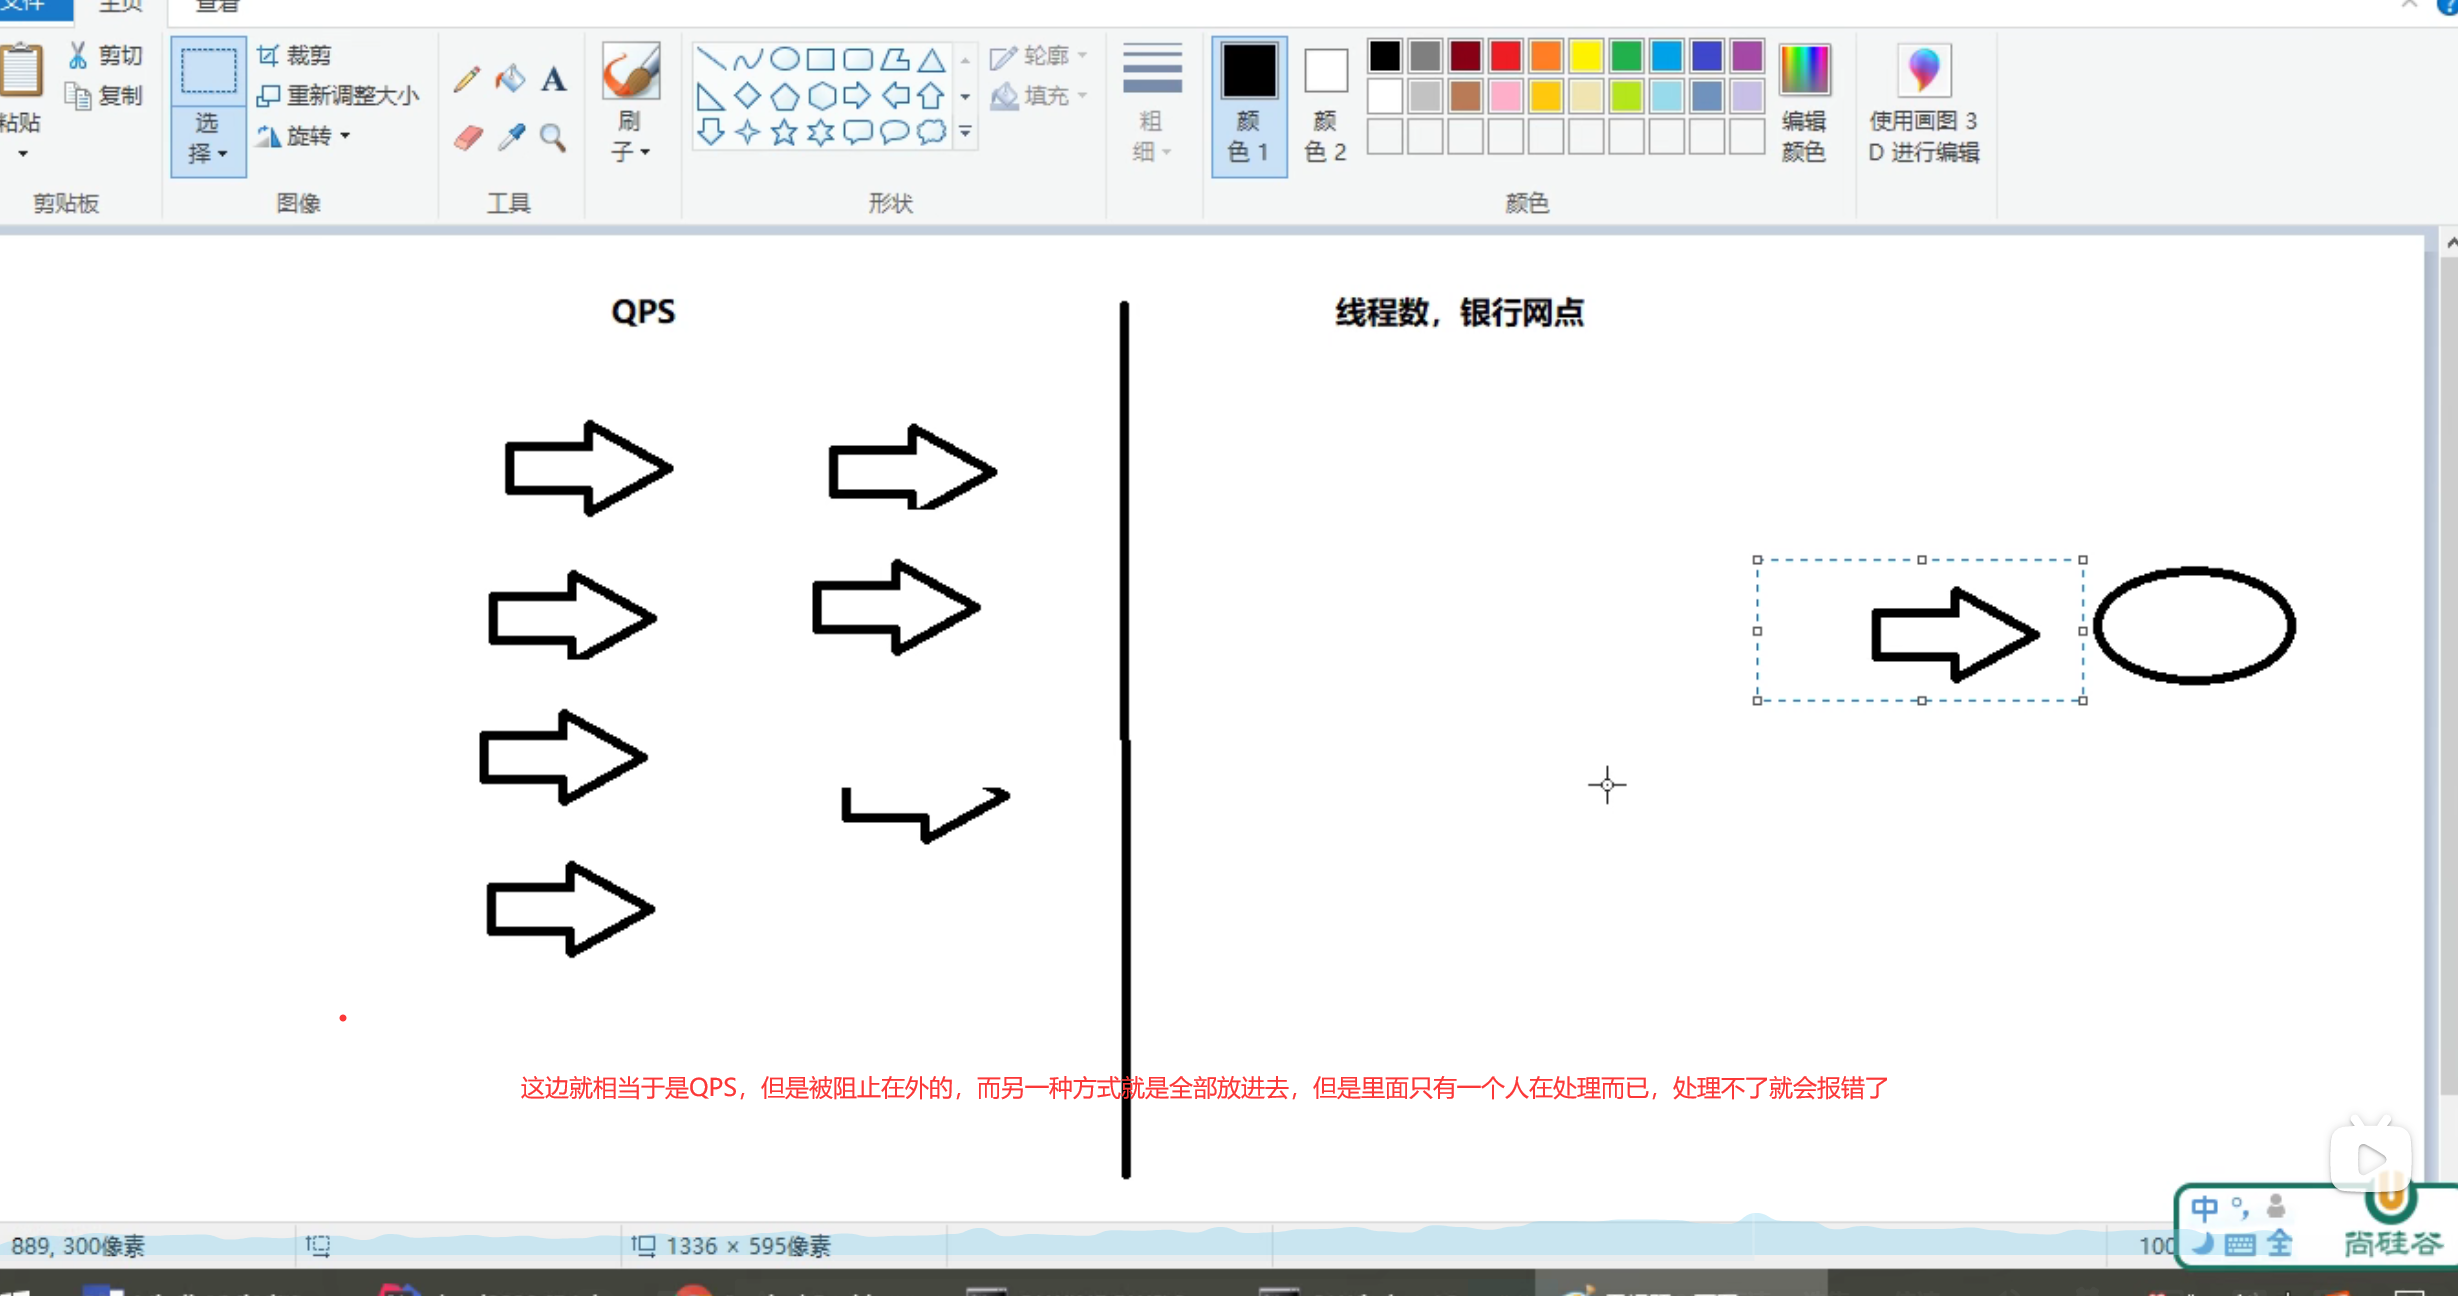 文件 主页 查看
剪切
复制
粘贴
剪贴板
选
择
裁剪
重新调整大小
旋转
图像
A
工具
刷
子
轮廓
填充
形状
粗
细
颜
色 1
颜
色 2
编辑
颜色
颜色
使用画图 3
D 进行编辑
QPS
线程数，银行网点
这边就相当于是QPS，但是被阻止在外的，而另一种方式就是全部放进去，但是里面只有一个人在处理而已，处理不了就会报错了
889, 300像素
1336 × 595像素
100
中
全
尚硅谷